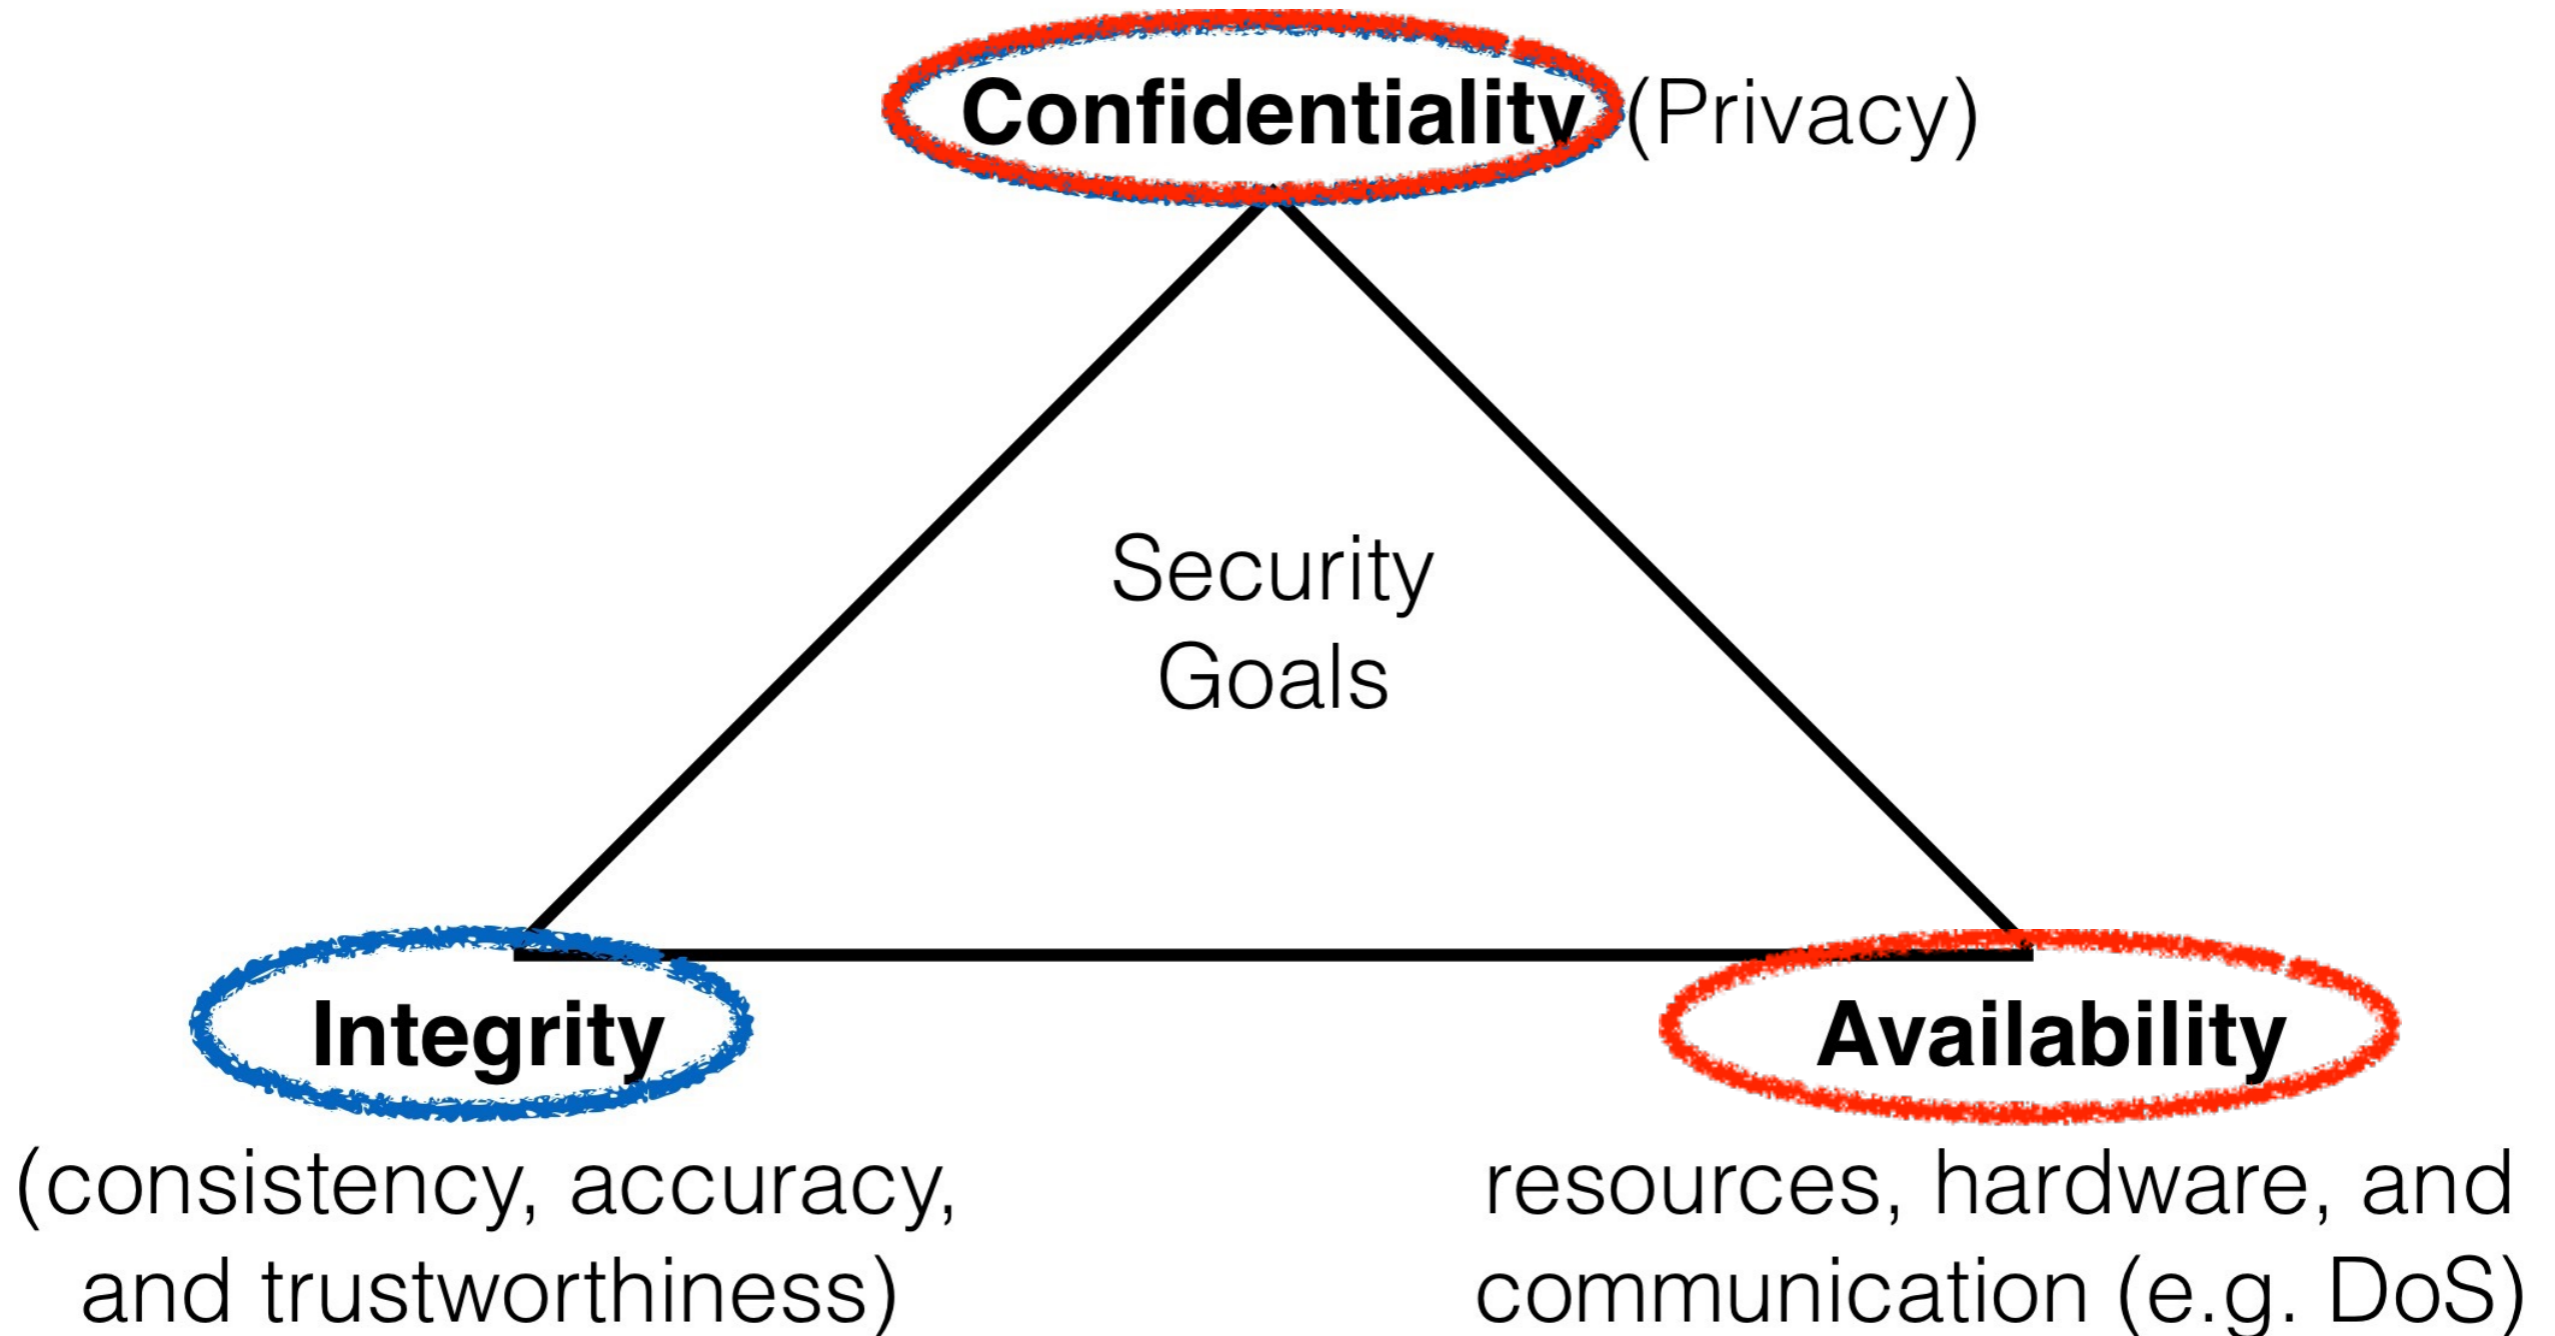 Confidentiality (Privacy)
Security
Goals
Integrity
(consistency, accuracy,
and trustworthiness)
Availability
resources, hardware, and
communication (e.g. DoS)